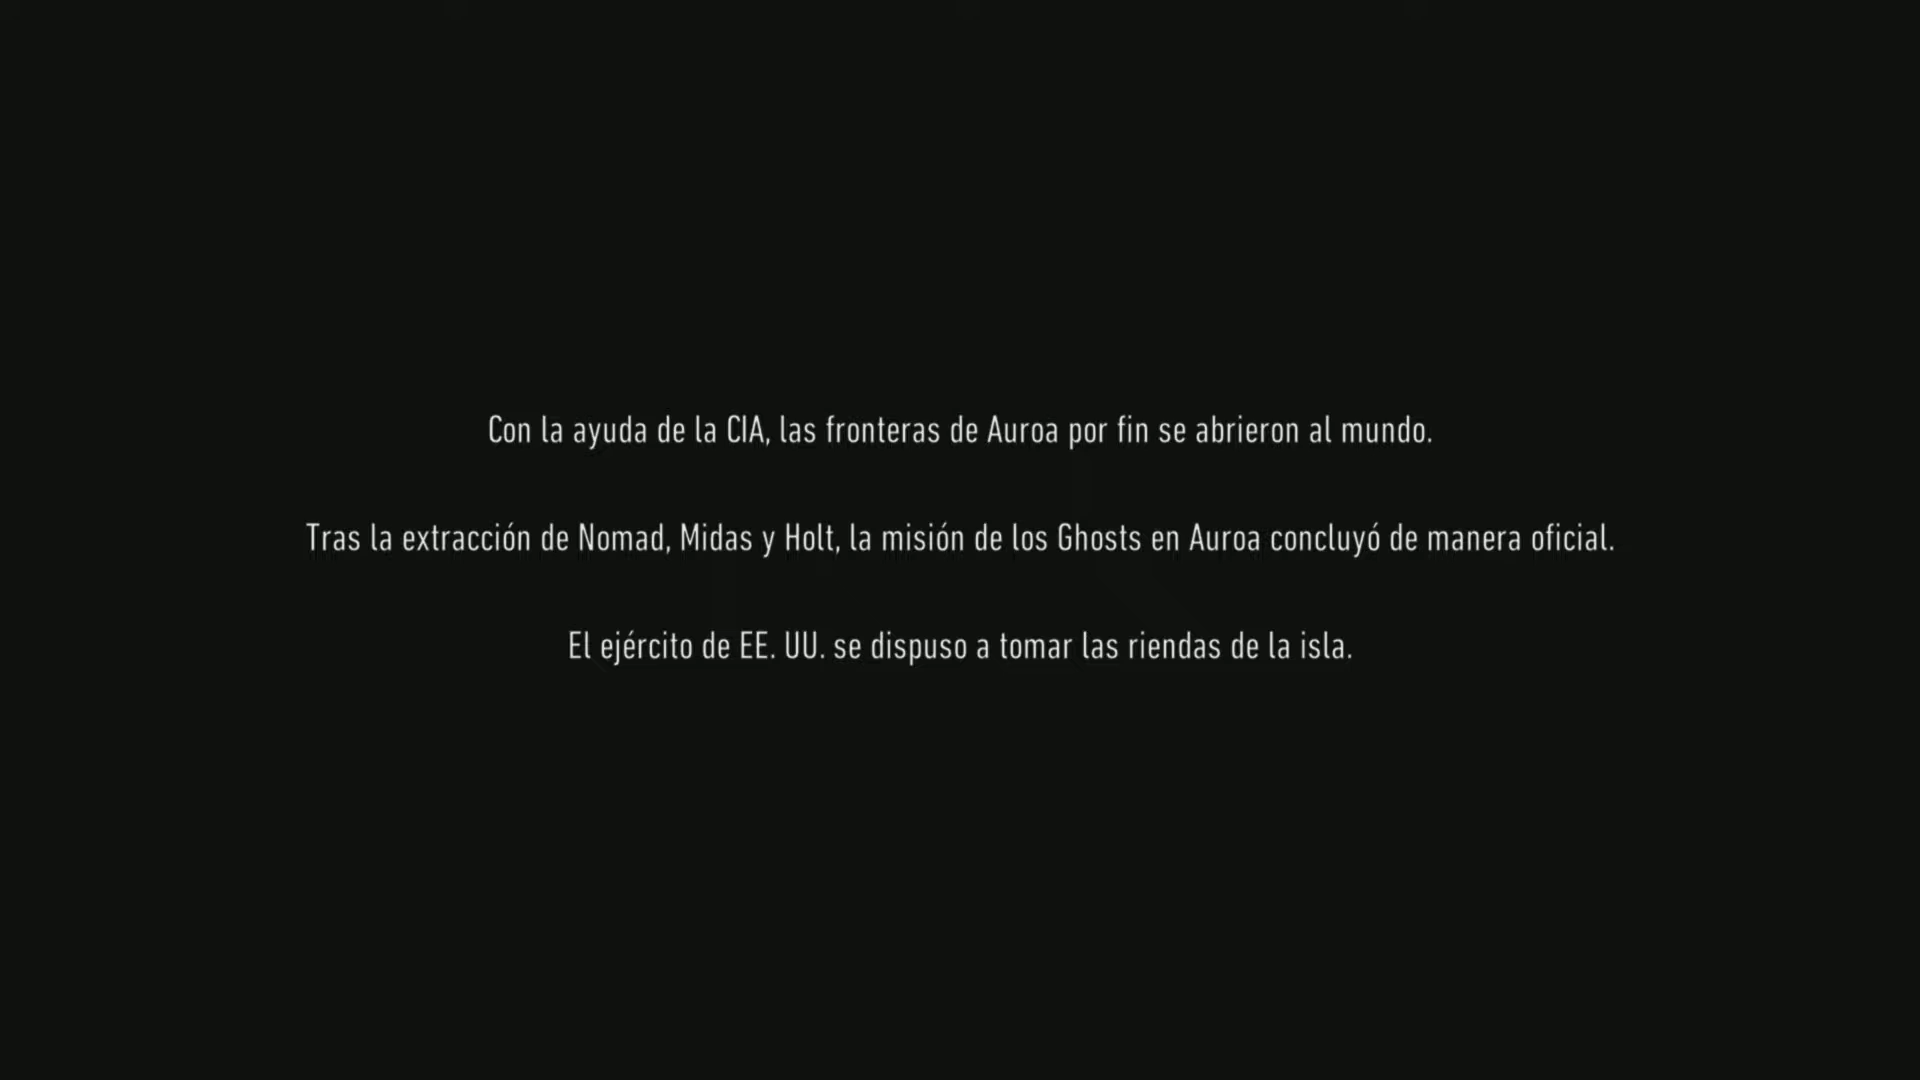 Con la ayuda de la CIA, las fronteras de Auroa por fin se abrieron al mundo.
Tras la extracción de Nomad, Midas y Holt, la misión de los Ghosts en Auroa concluyó de manera oficial.
El ejército de EE. UU. se dispuso a tomar las riendas de la isla.